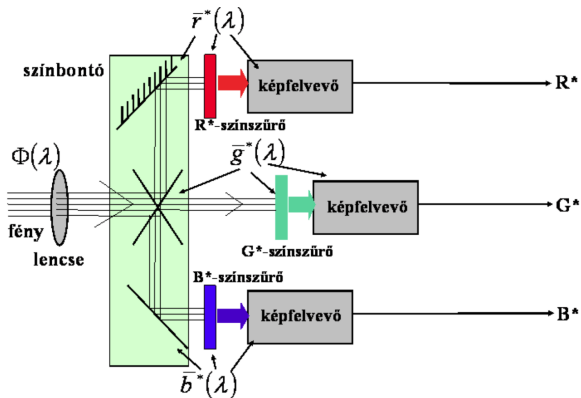 r̄*(λ)
színbontó
képfelvevő
R*
R*-színszűrő
Φ(λ)
ḡ*(λ)
képfelvevő
G*
fény
lencse
G*-színszűrő
B*-színszűrő
képfelvevő
B*
b̄*(λ)